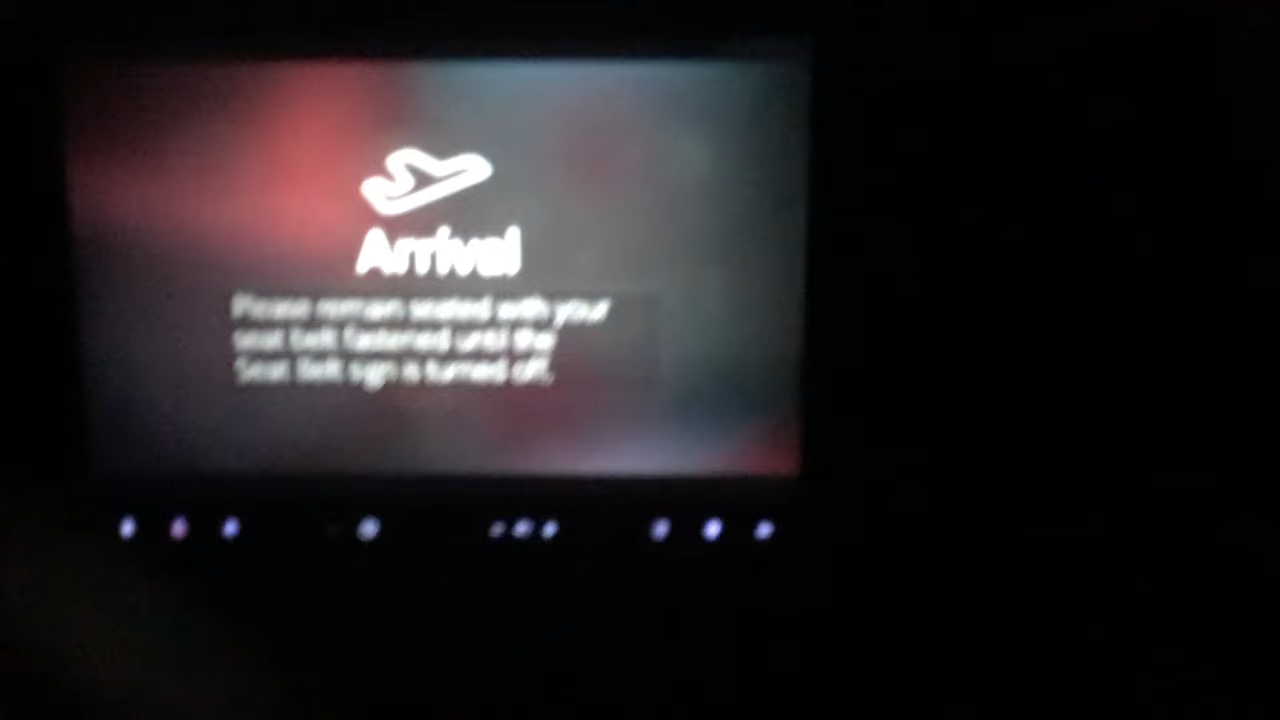 Arrival
Please remain seated with your
seat belt fastened until the
Seat Belt sign is turned off.